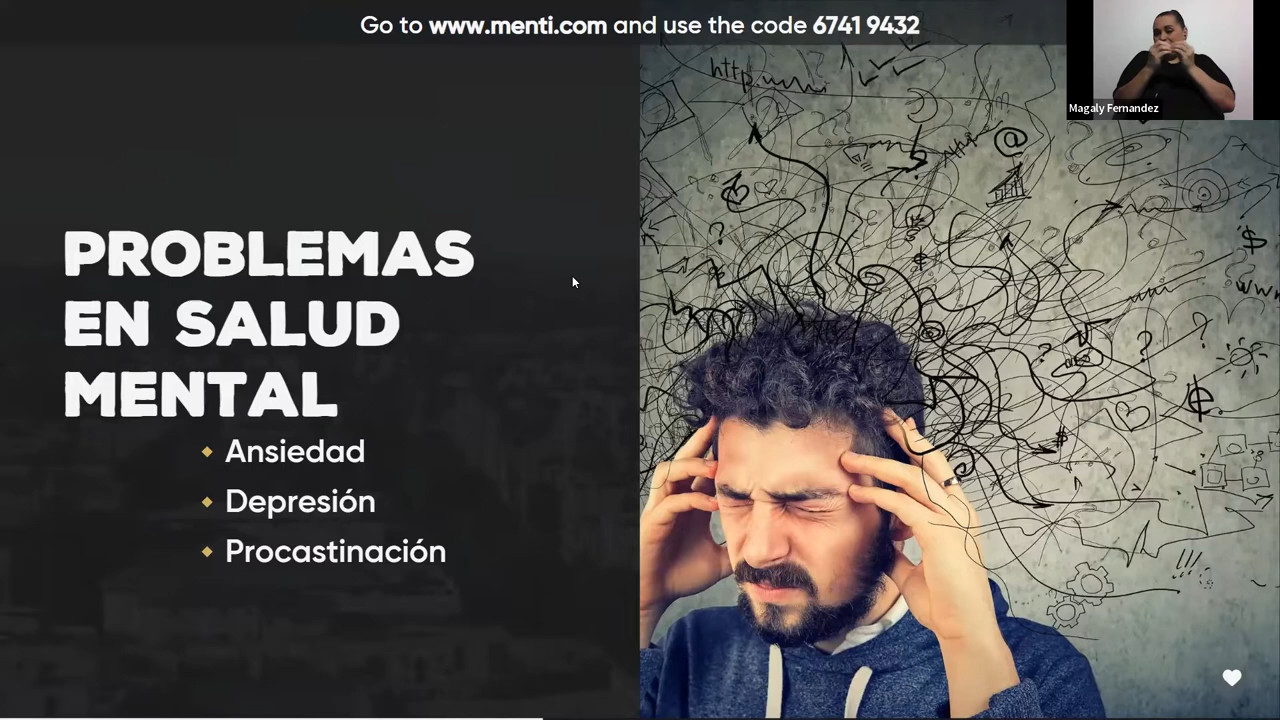 Go to www.menti.com and use the code 6741 9432
Magaly Fernandez
http
PROBLEMAS
EN SALUD
MENTAL
Ansiedad
Depresión
Procastinación